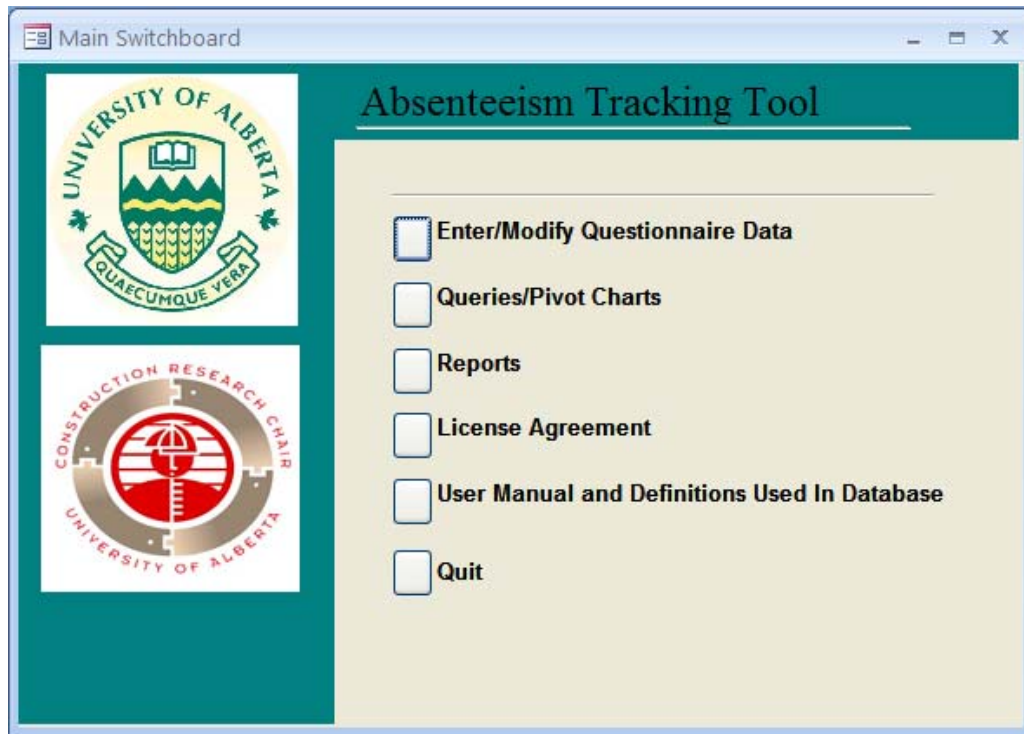 Main Switchboard
UNIVERSITY OF ALBERTA
QUAECUMQUE VERA
CONSTRUCTION RESEARCH CHAIR
UNIVERSITY OF ALBERTA
Absenteeism Tracking Tool
Enter/Modify Questionnaire Data
Queries/Pivot Charts
Reports
License Agreement
User Manual and Definitions Used In Database
Quit